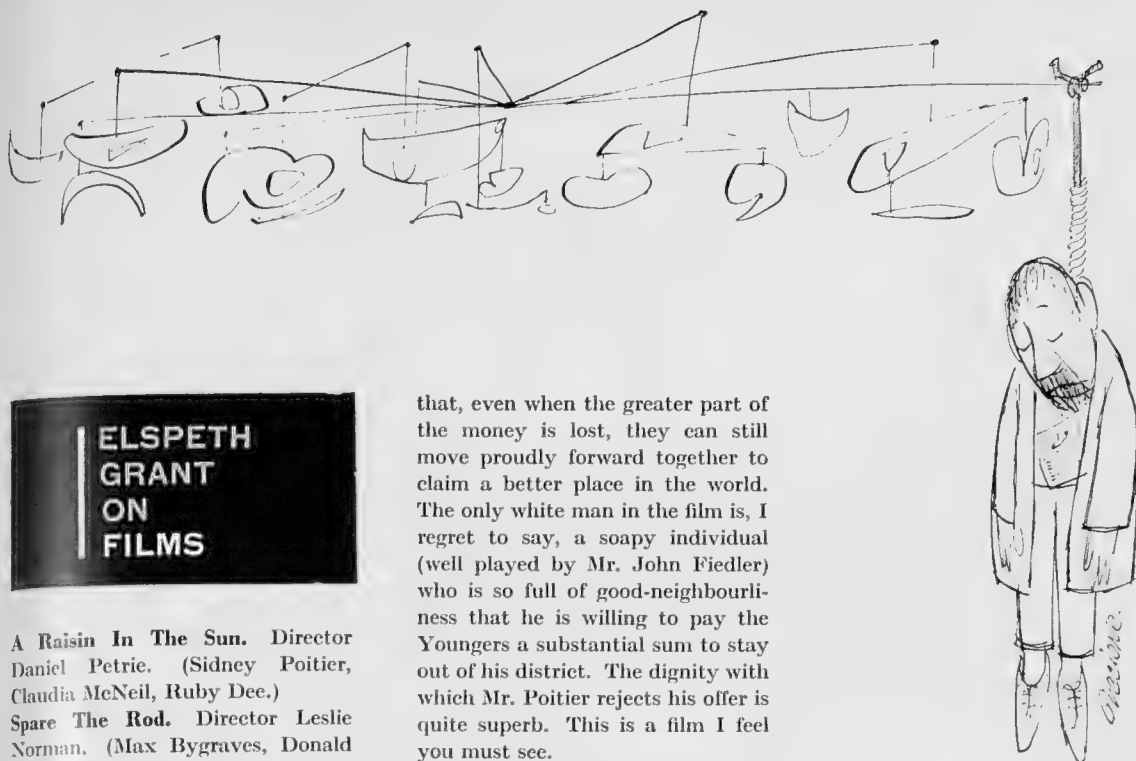 ELSPETH
GRANT
ON
FILMS
A Raisin In The Sun. Director
Daniel Petrie. (Sidney Poitier,
Claudia McNeil, Ruby Dee.)
Spare The Rod. Director Leslie
Norman. (Max Bygraves, Donald
that, even when the greater part of
the money is lost, they can still
move proudly forward together to
claim a better place in the world.
The only white man in the film is, I
regret to say, a soapy individual
(well played by Mr. John Fiedler)
who is so full of good-neighbourli-
ness that he is willing to pay the
Youngers a substantial sum to stay
out of his district. The dignity with
which Mr. Poitier rejects his offer is
quite superb. This is a film I feel
you must see.